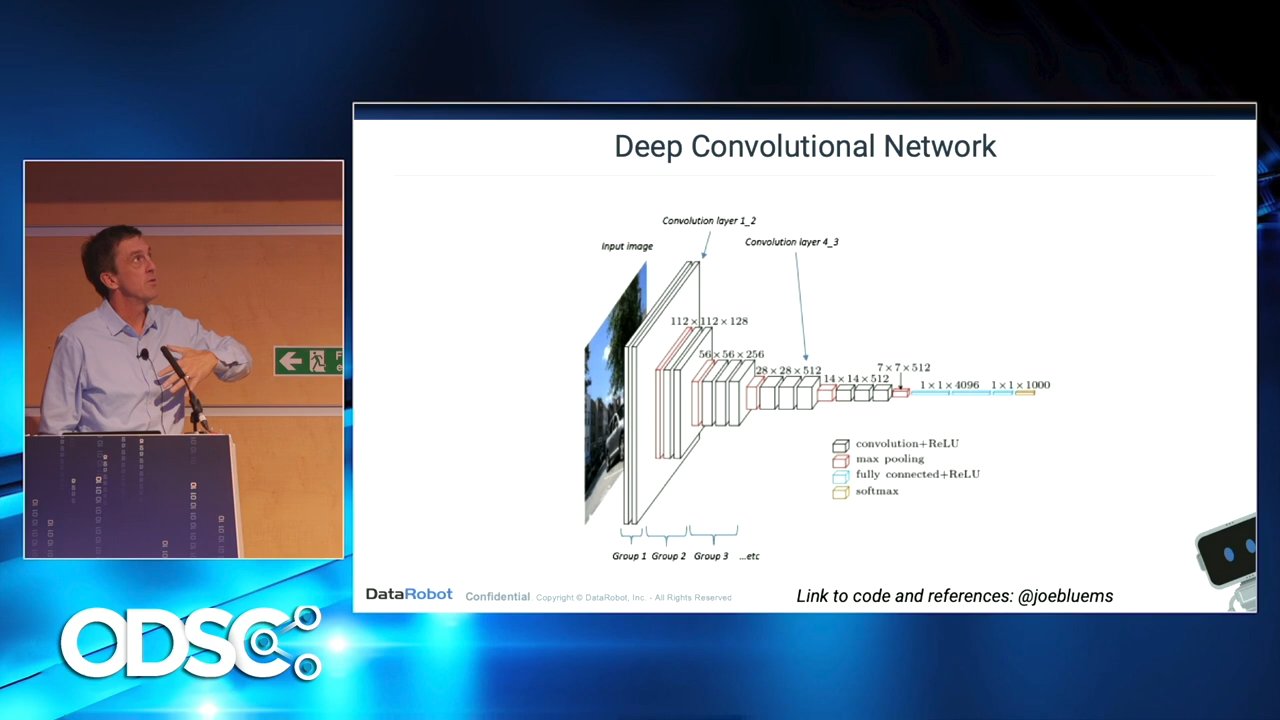 Deep Convolutional Network
Convolution layer 1_2
Convolution layer 4_3
Input image
112×112×128
56×56×256
28×28×512
14×14×512
7×7×512
1×1×4096
1×1×1000
convolution+ReLU
max pooling
fully connected+ReLU
softmax
Group 1 Group 2 Group 3 ...etc
DataRobot Confidential Copyright © DataRobot, Inc. - All Rights Reserved
Link to code and references: @joebluems
ODSC